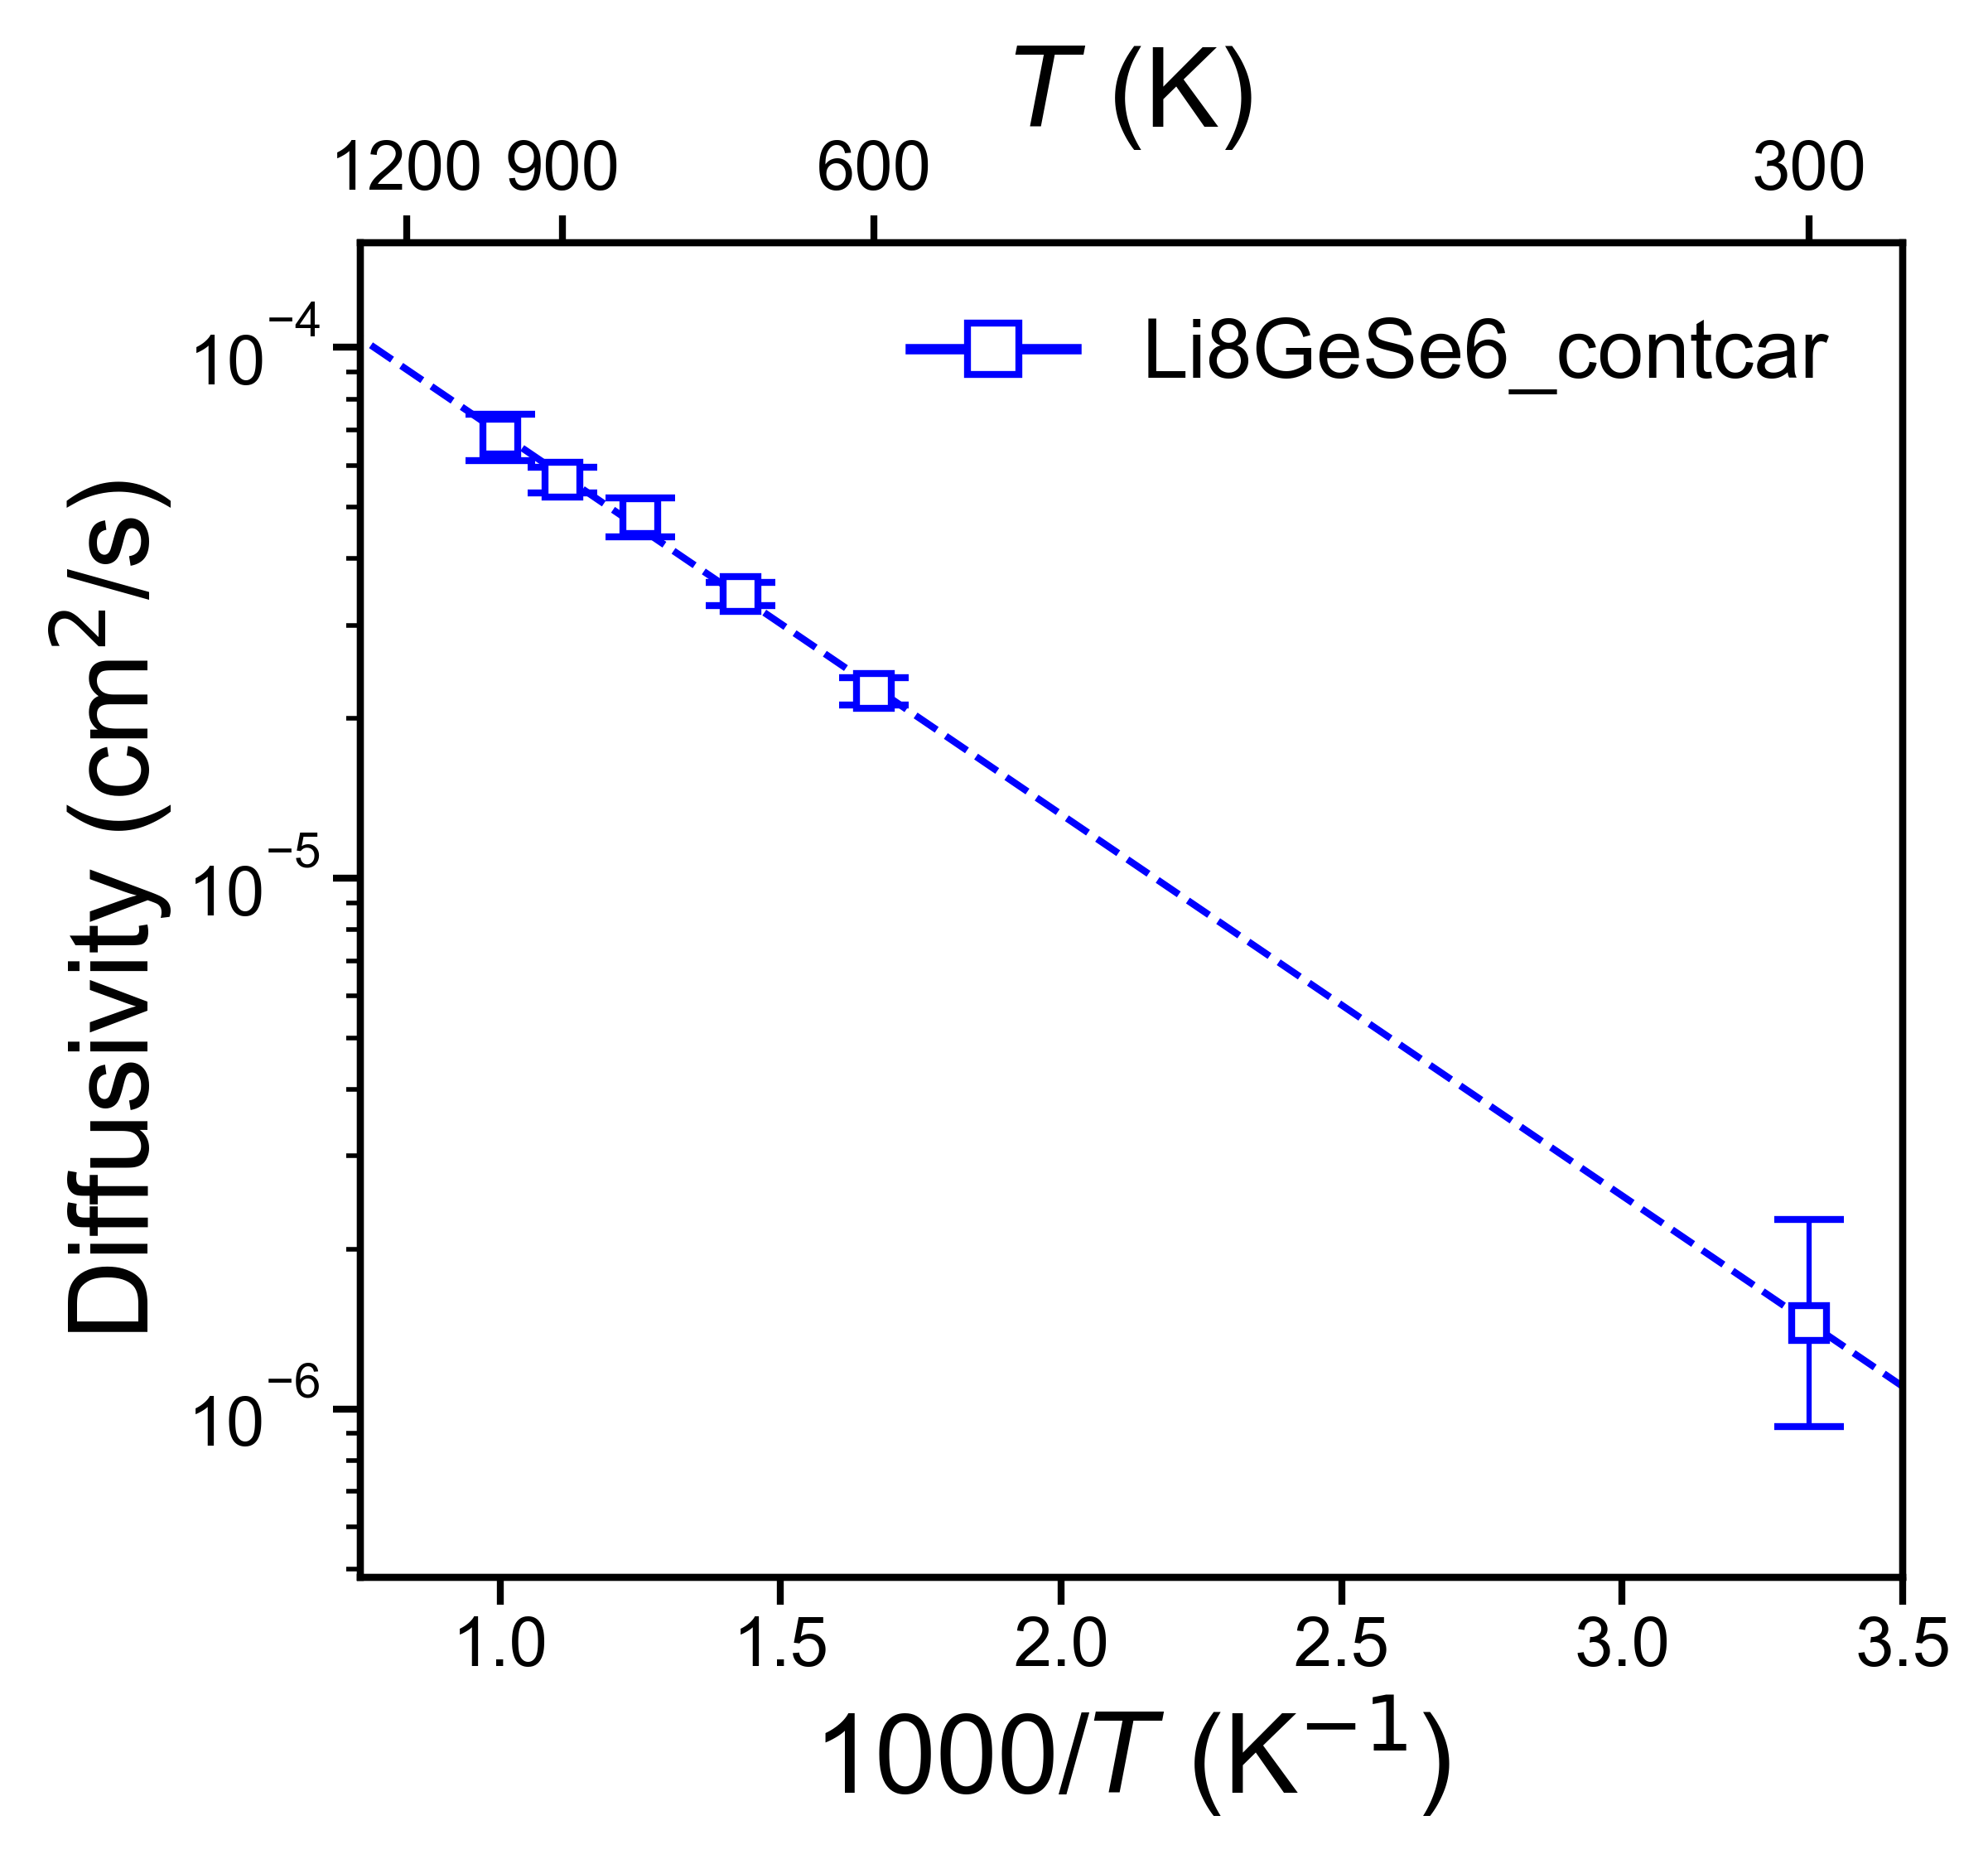 T (K)
1200 900 600 300
Li8GeSe6_contcar
Diffusivity (cm²/s)
10⁻⁴
10⁻⁵
10⁻⁶
1.0 1.5 2.0 2.5 3.0 3.5
1000/T (K⁻¹)